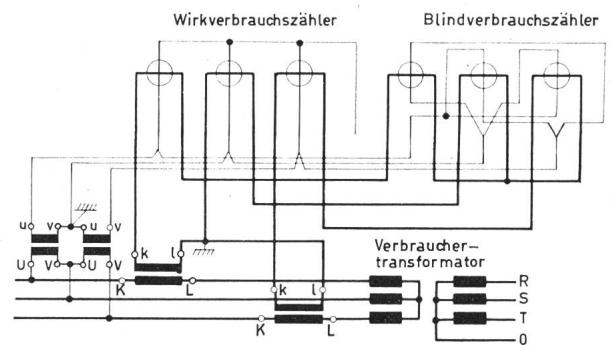 Wirkverbrauchszähler
Blindverbrauchszähler
u v u v
k l
U V U V
K L
k l
K L
Verbraucher-
transformator
R
S
T
0